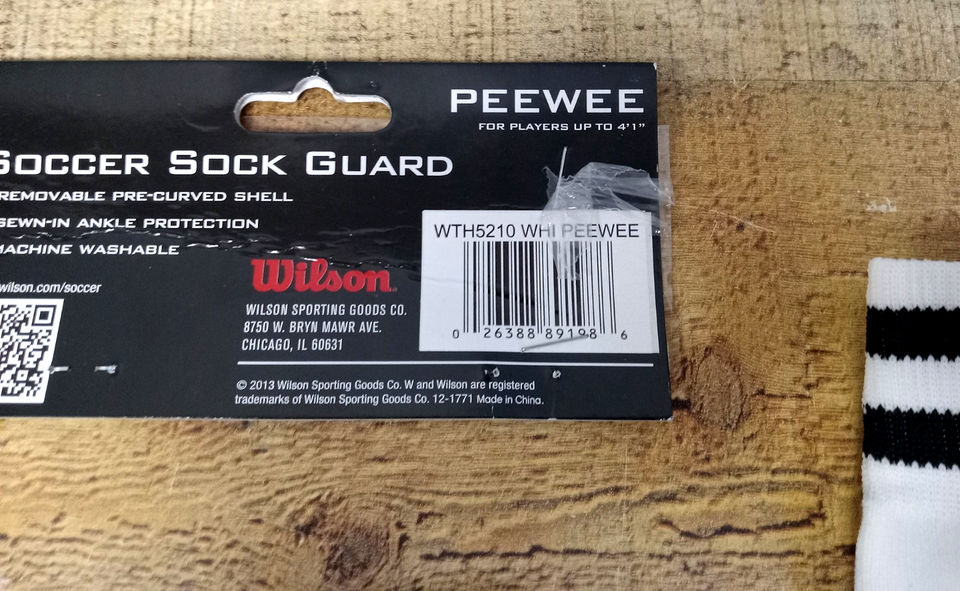 PEEWEE
FOR PLAYERS UP TO 4'1"
SOCCER SOCK GUARD
REMOVABLE PRE-CURVED SHELL
SEWN-IN ANKLE PROTECTION
MACHINE WASHABLE
wilson.com/soccer
WTH5210 WHI PEEWEE
0 26388 89198 6
Wilson
WILSON SPORTING GOODS CO.
8750 W. BRYN MAWR AVE.
CHICAGO, IL 60631
© 2013 Wilson Sporting Goods Co. W and Wilson are registered
trademarks of Wilson Sporting Goods Co. 12-1771 Made in China.